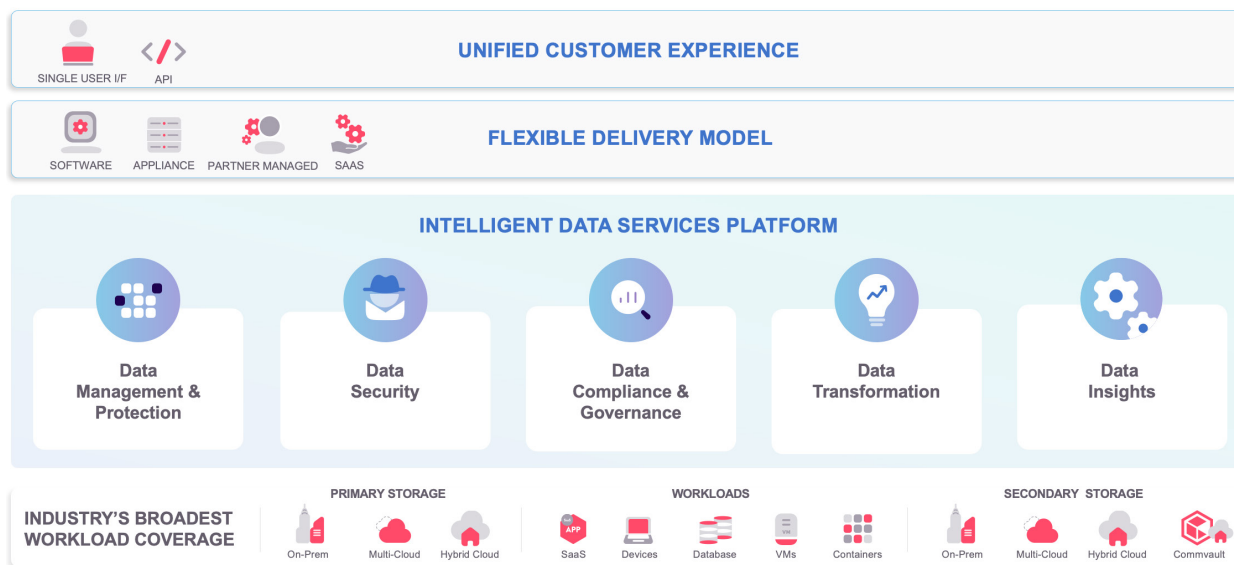 UNIFIED CUSTOMER EXPERIENCE
SINGLE USER I/F
API
FLEXIBLE DELIVERY MODEL
SOFTWARE
APPLIANCE
PARTNER MANAGED
SAAS
INTELLIGENT DATA SERVICES PLATFORM
Data
Management &
Protection
Data
Security
Data
Compliance &
Governance
Data
Transformation
Data
Insights
INDUSTRY'S BROADEST
WORKLOAD COVERAGE
PRIMARY STORAGE
On-Prem
Multi-Cloud
Hybrid Cloud
WORKLOADS
APP
SaaS
Devices
Database
VM
VMs
Containers
SECONDARY STORAGE
On-Prem
Multi-Cloud
Hybrid Cloud
Commvault